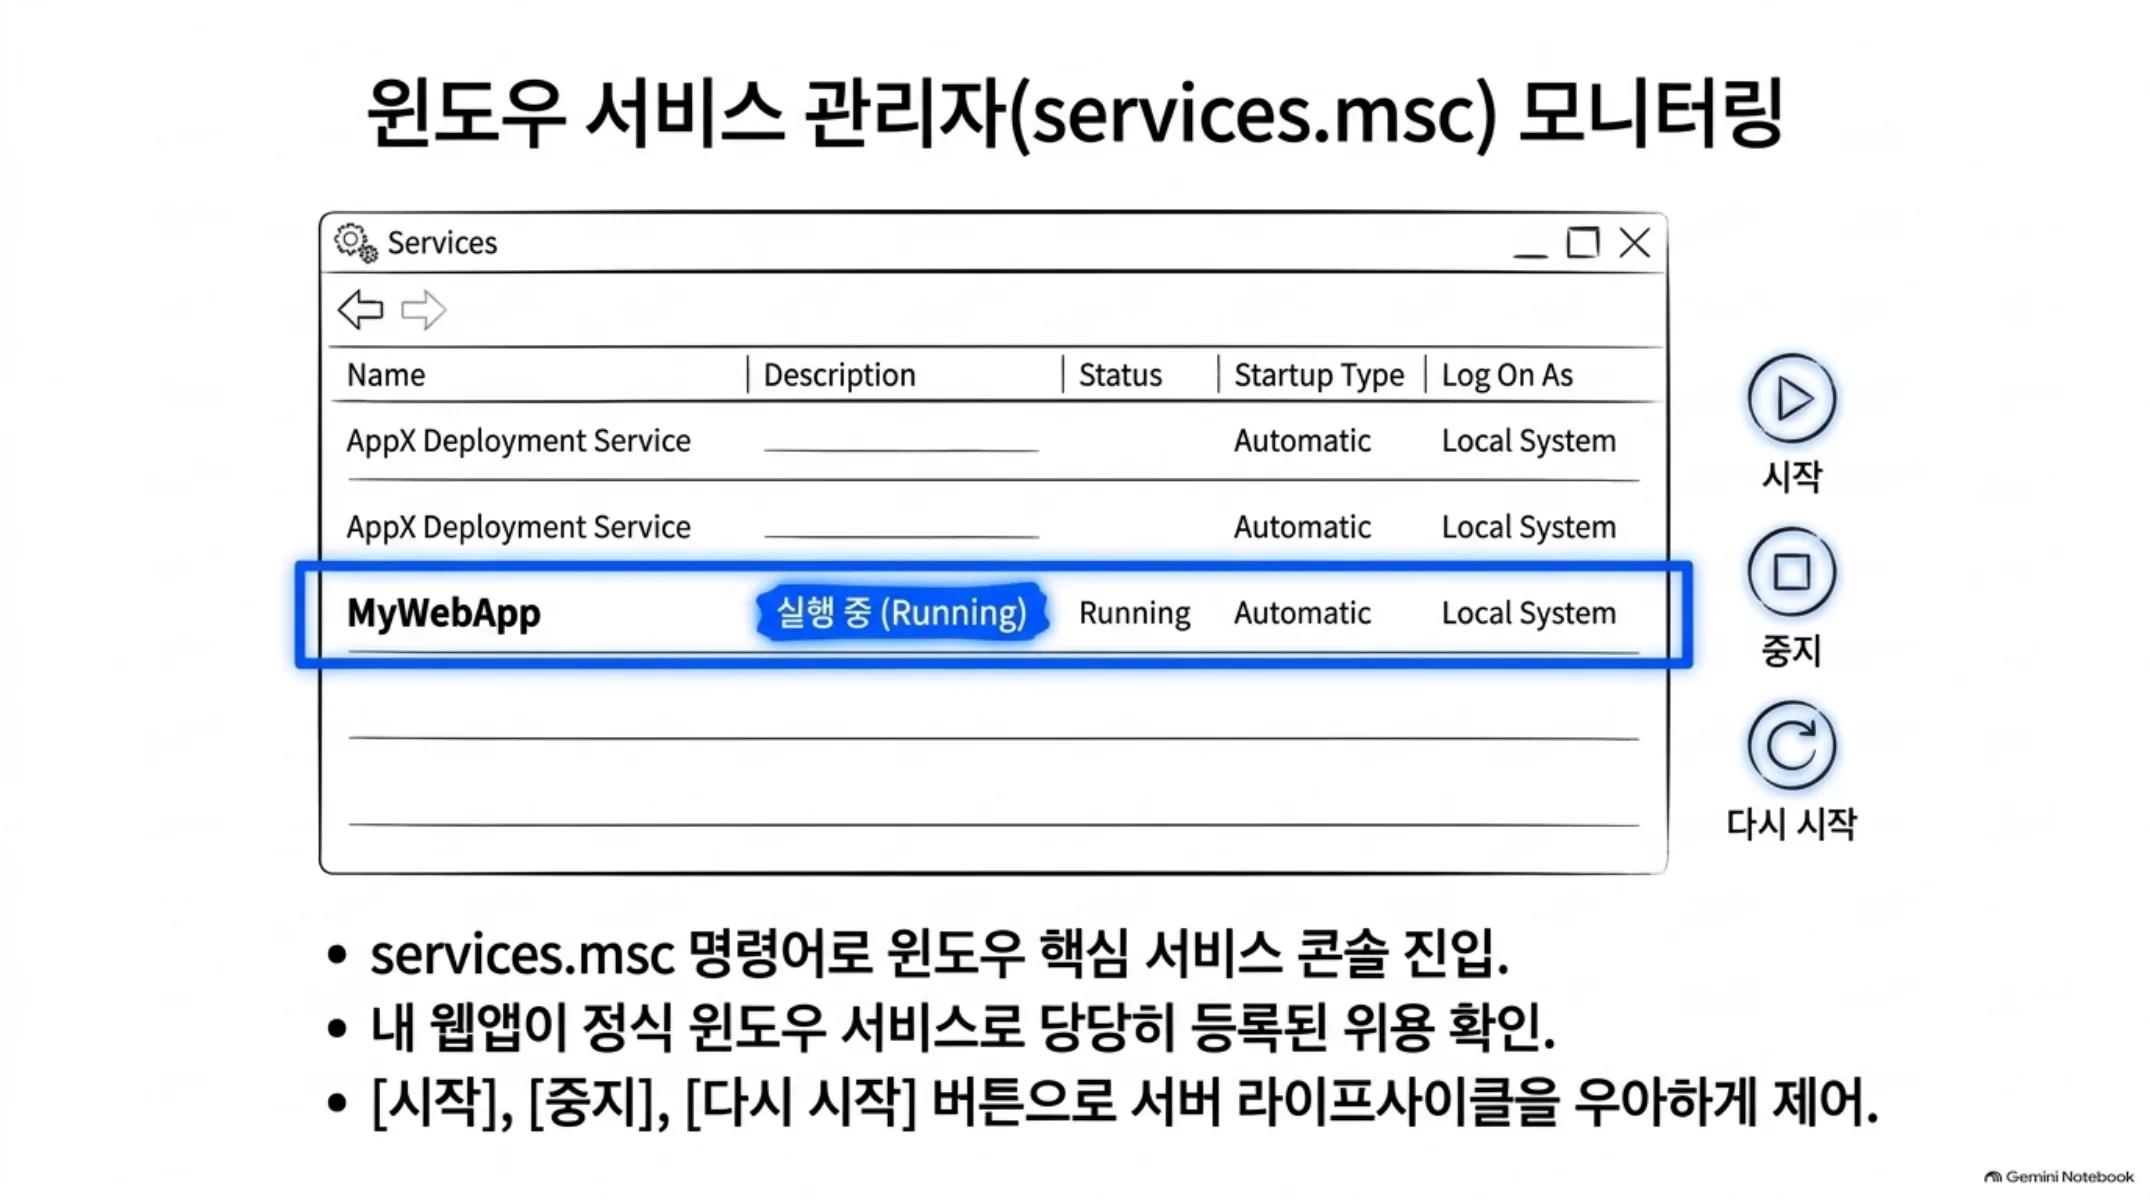 윈도우 서비스 관리자(services.msc) 모니터링
Services
Name Description Status Startup Type Log On As
AppX Deployment Service Automatic Local System
AppX Deployment Service Automatic Local System
MyWebApp 실행 중 (Running) Running Automatic Local System
시작
중지
다시 시작
• services.msc 명령어로 윈도우 핵심 서비스 콘솔 진입.
• 내 웹앱이 정식 윈도우 서비스로 당당히 등록된 위용 확인.
• [시작], [중지], [다시 시작] 버튼으로 서버 라이프사이클을 우아하게 제어.
Gemini Notebook